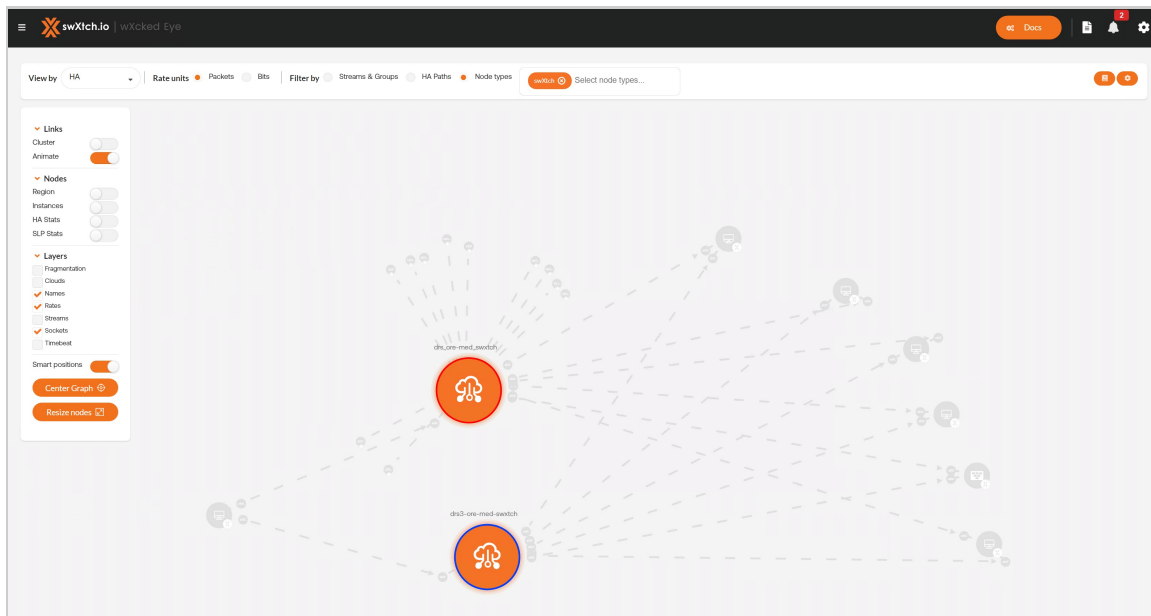 swXtch.io | wXcked Eye
Docs
2
View by HA Rate units Packets Bits Filter by Streams & Groups HA Paths Node types swXtch Select node types...
Links
Cluster
Animate
Nodes
Region
Instances
HA Stats
SLP Stats
Layers
Fragmentation
Clouds
Names
Rates
Streams
Sockets
Timebeat
Smart positions
Center Graph
Resize nodes
drs_ore-med_swxtch
drs3-ore-med-swxtch